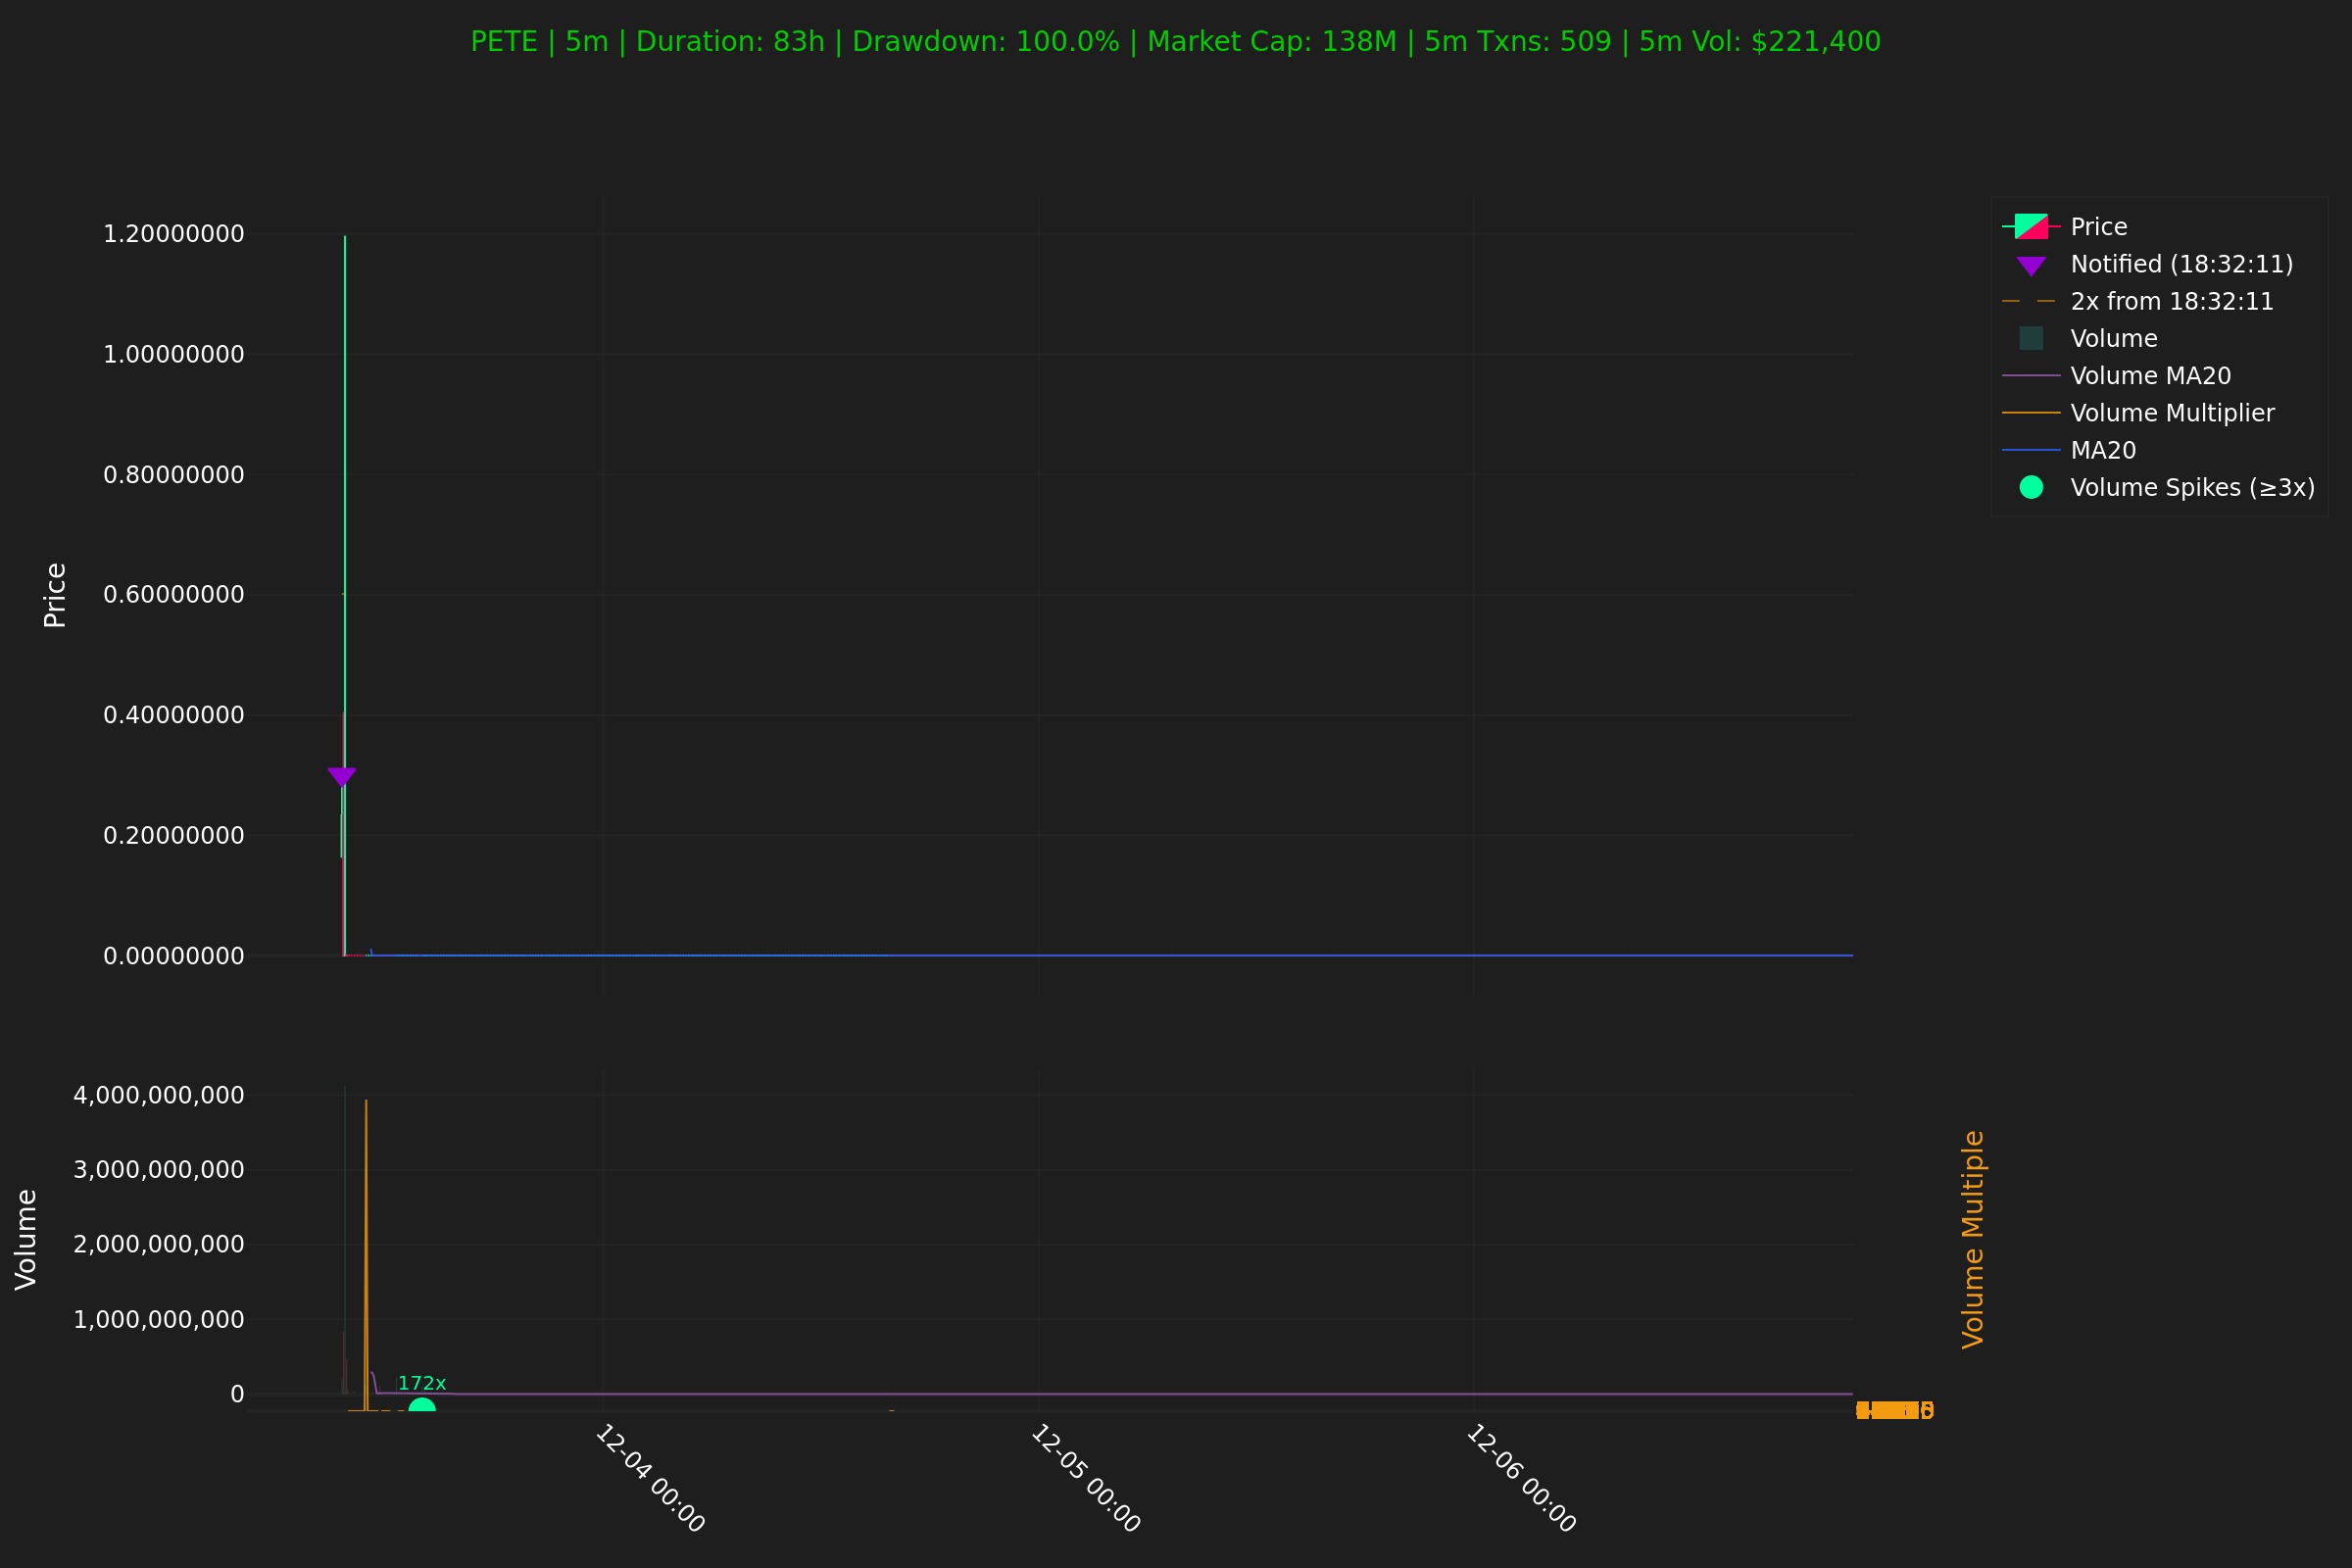 PETE | 5m | Duration: 83h | Drawdown: 100.0% | Market Cap: 138M | 5m Txns: 509 | 5m Vol: $221,400
Price
1.20000000
1.00000000
0.80000000
0.60000000
0.40000000
0.20000000
0.00000000
Price
Notified (18:32:11)
2x from 18:32:11
Volume
Volume MA20
Volume Multiplier
MA20
Volume Spikes (≥3x)
Volume
4,000,000,000
3,000,000,000
2,000,000,000
1,000,000,000
0
172x
Volume Multiple
12-04 00:00
12-05 00:00
12-06 00:00